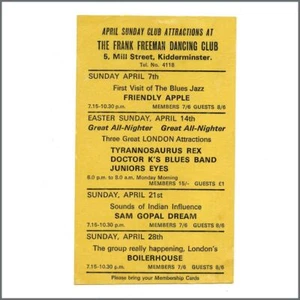 APRIL SUNDAY CLUB ATTRACTIONS AT
THE FRANK FREEMAN DANCING CLUB
5, Mill Street, Kidderminster.
Tel. No. 4118
SUNDAY APRIL 7th
First Visit of The Blues Jazz
FRIENDLY APPLE
7.15-10.30 p.m. MEMBERS 7/6 GUESTS 8/6
EASTER SUNDAY, APRIL 14th
Great All-Nighter Great All-Nighter
Three Great LONDON Attractions
TYRANNOSAURUS REX
DOCTOR K'S BLUES BAND
JUNIORS EYES
8.0 p.m. to 5.0 a.m. Monday Morning
MEMBERS 15/- GUESTS £1
SUNDAY, APRIL 21st
Sounds of Indian Influence
SAM GOPAL DREAM
7.15-10.30 p.m. MEMBERS 7/6 GUESTS 8/6
SUNDAY, APRIL 28th
The group really happening, London's
BOILERHOUSE
7.15-10.30 p.m. MEMBERS 7/6 GUESTS 8/6
Please bring your Membership Cards